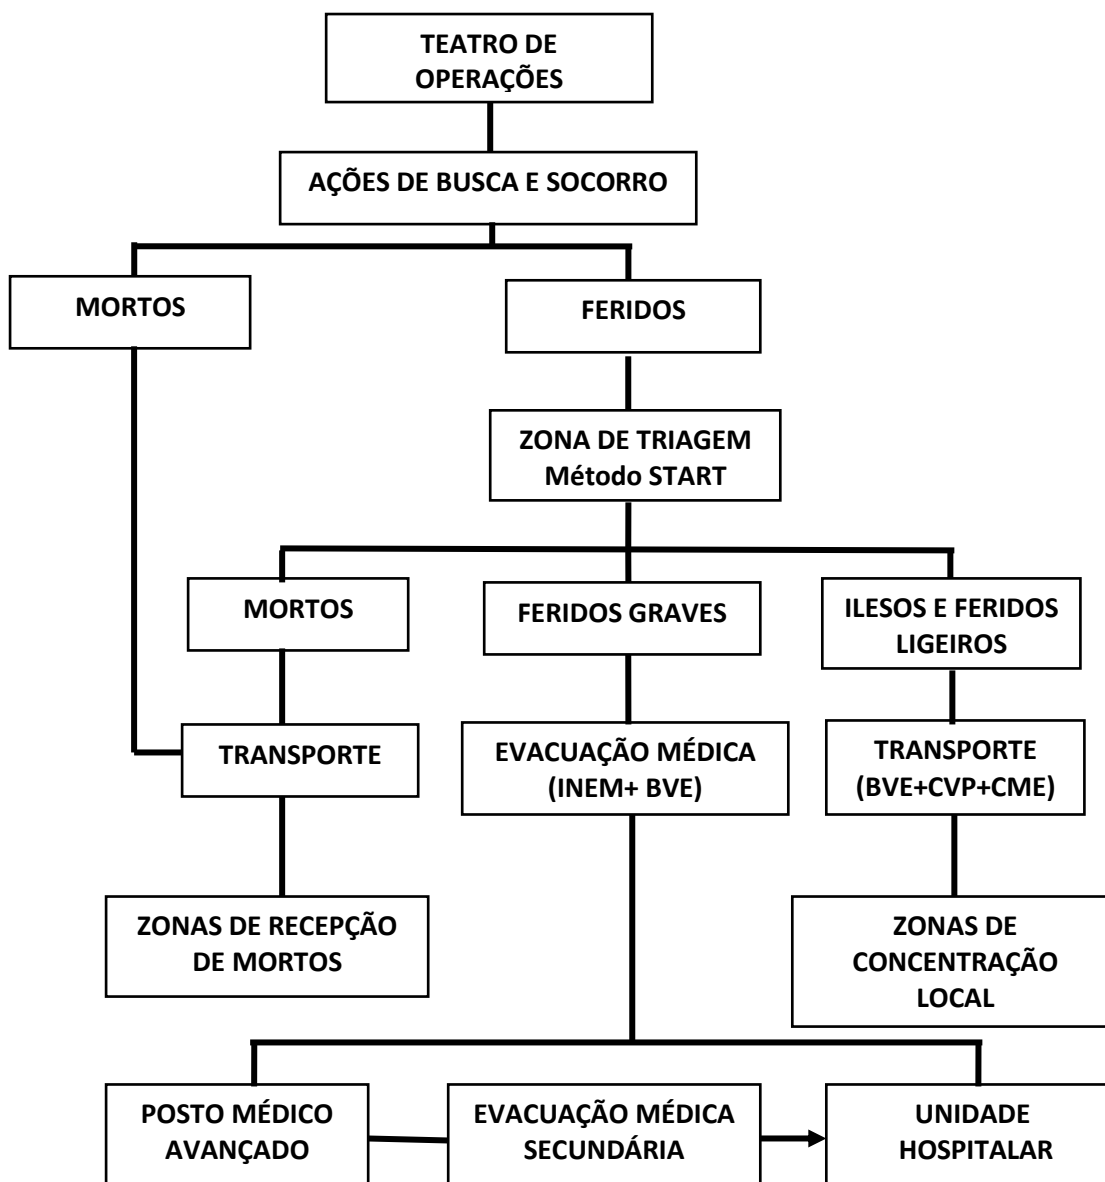 TEATRO DE
OPERAÇÕES
AÇÕES DE BUSCA E SOCORRO
MORTOS
FERIDOS
ZONA DE TRIAGEM
Método START
MORTOS
FERIDOS GRAVES
ILESOS E FERIDOS
LIGEIROS
TRANSPORTE
EVACUAÇÃO MÉDICA
(INEM+ BVE)
TRANSPORTE
(BVE+CVP+CME)
ZONAS DE RECEPÇÃO
DE MORTOS
ZONAS DE
CONCENTRAÇÃO
LOCAL
POSTO MÉDICO
AVANÇADO
EVACUAÇÃO MÉDICA
SECUNDÁRIA
UNIDADE
HOSPITALAR